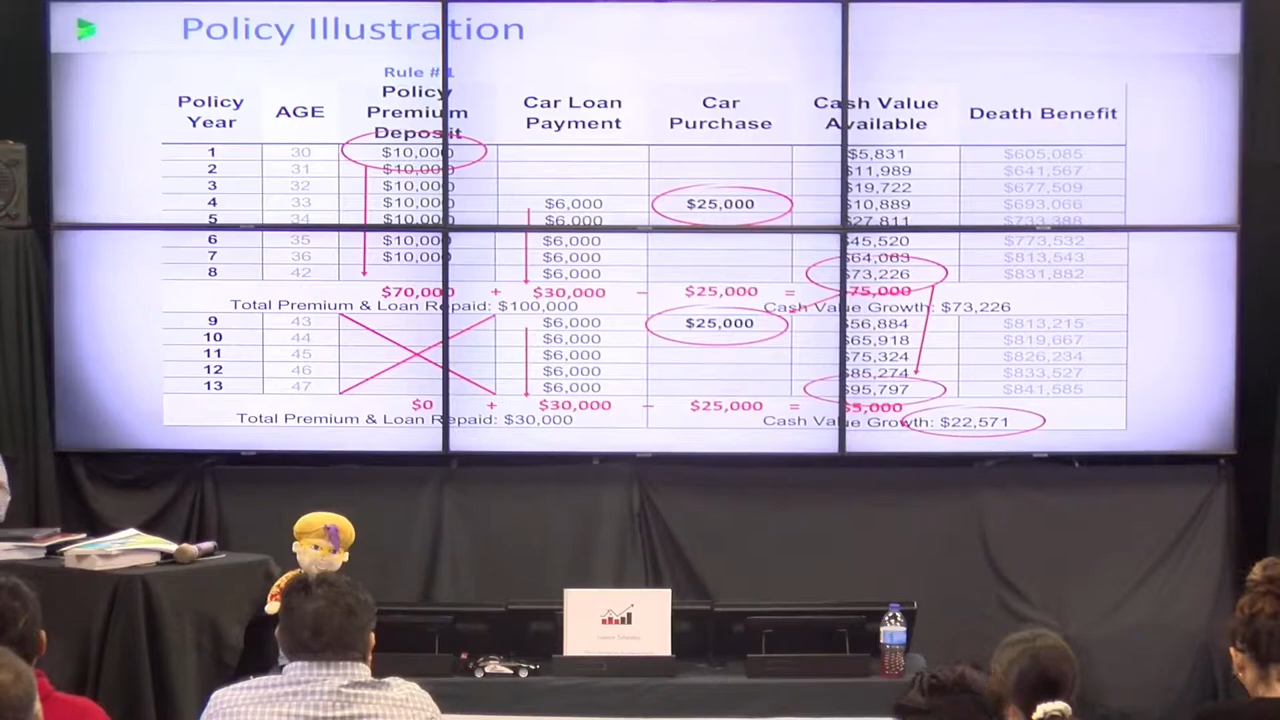 Policy Illustration
Rule # 1
Policy Year AGE Policy Premium Deposit Car Loan Payment Car Purchase Cash Value Available Death Benefit
1 30 $10,000 $5,831 $605,085
2 31 $10,000 $11,989 $641,567
3 32 $10,000 $19,722 $677,509
4 33 $10,000 $6,000 $25,000 $10,889 $693,066
5 34 $10,000 $6,000 $27,811 $733,388
6 35 $10,000 $6,000 $45,520 $773,532
7 36 $10,000 $6,000 $64,083 $813,543
8 42 $6,000 $73,226 $831,882
$70,000 + $30,000 – $25,000 = $75,000
Total Premium & Loan Repaid: $100,000 Cash Value Growth: $73,226
9 43 $6,000 $25,000 $56,884 $813,215
10 44 $6,000 $65,918 $819,667
11 45 $6,000 $75,324 $826,234
12 46 $6,000 $85,274 $833,527
13 47 $6,000 $95,797 $841,585
$0 + $30,000 – $25,000 = $5,000
Total Premium & Loan Repaid: $30,000 Cash Value Growth: $22,571